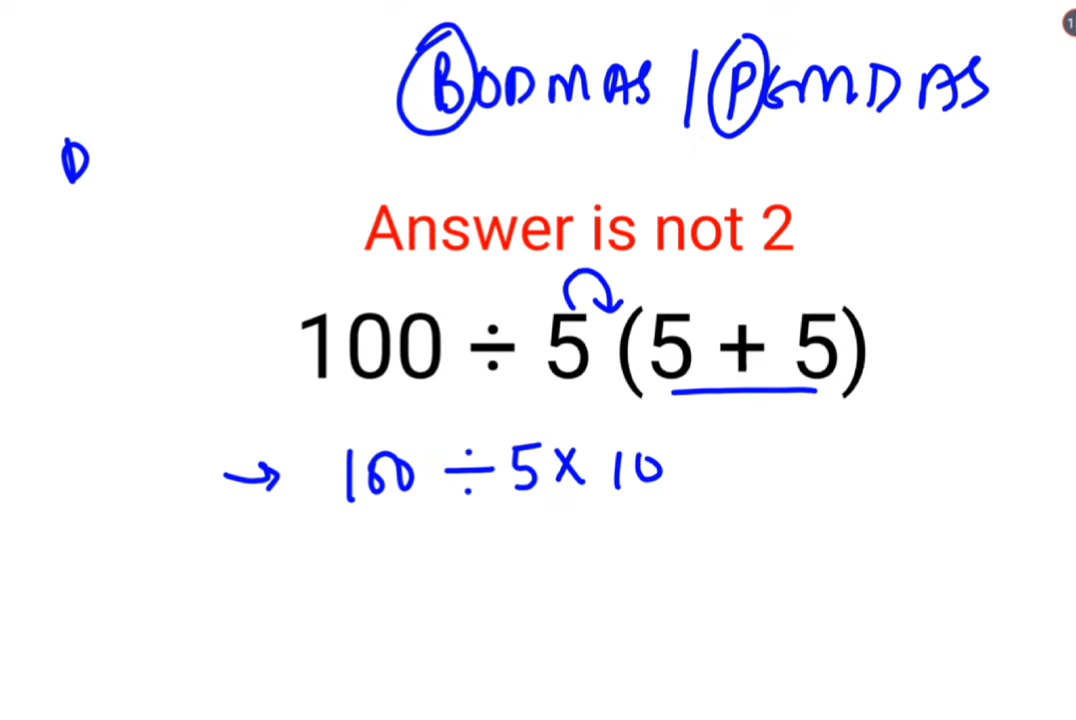 BODMAS | PEMDAS
Answer is not 2
100 ÷ 5 (5 + 5)
→ 100 ÷ 5 x 10